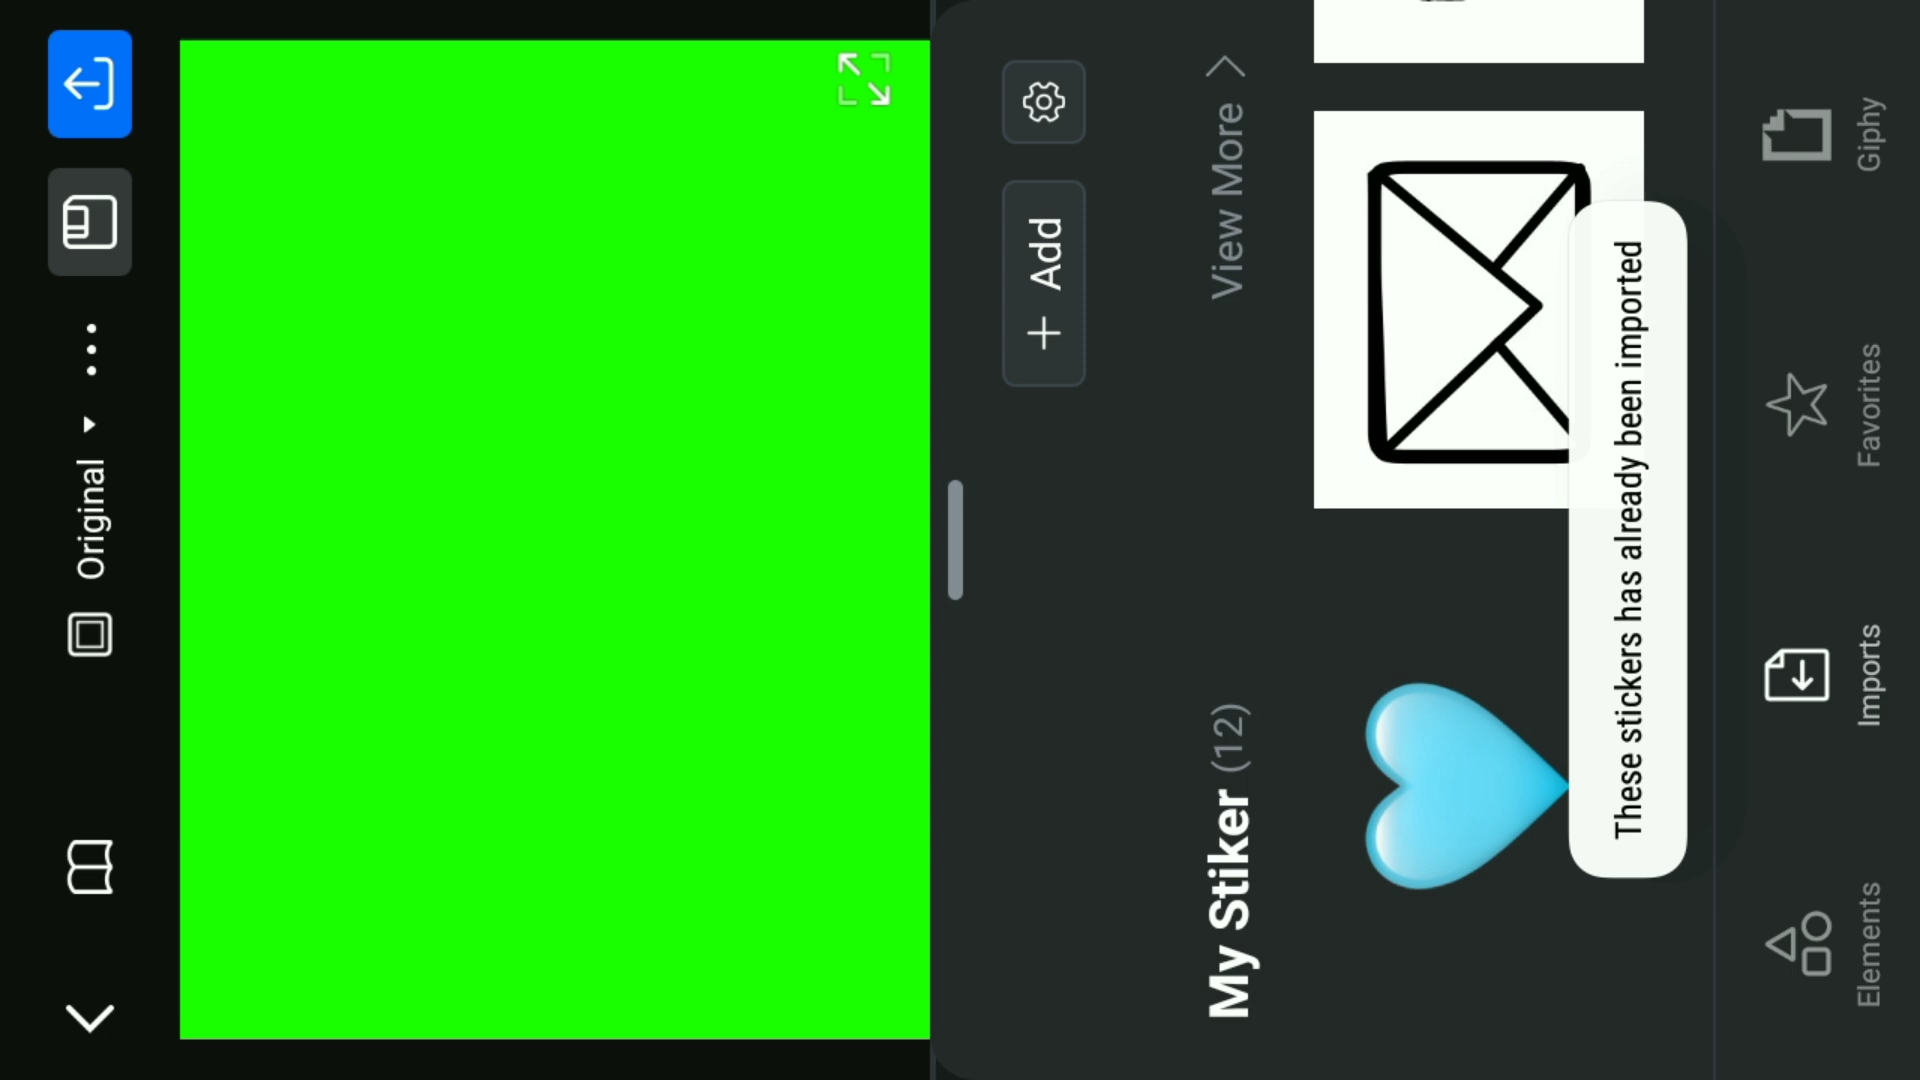 Original
Add
My Stiker (12)
View More
These stickers has already been imported
Elements
Imports
Favorites
Giphy